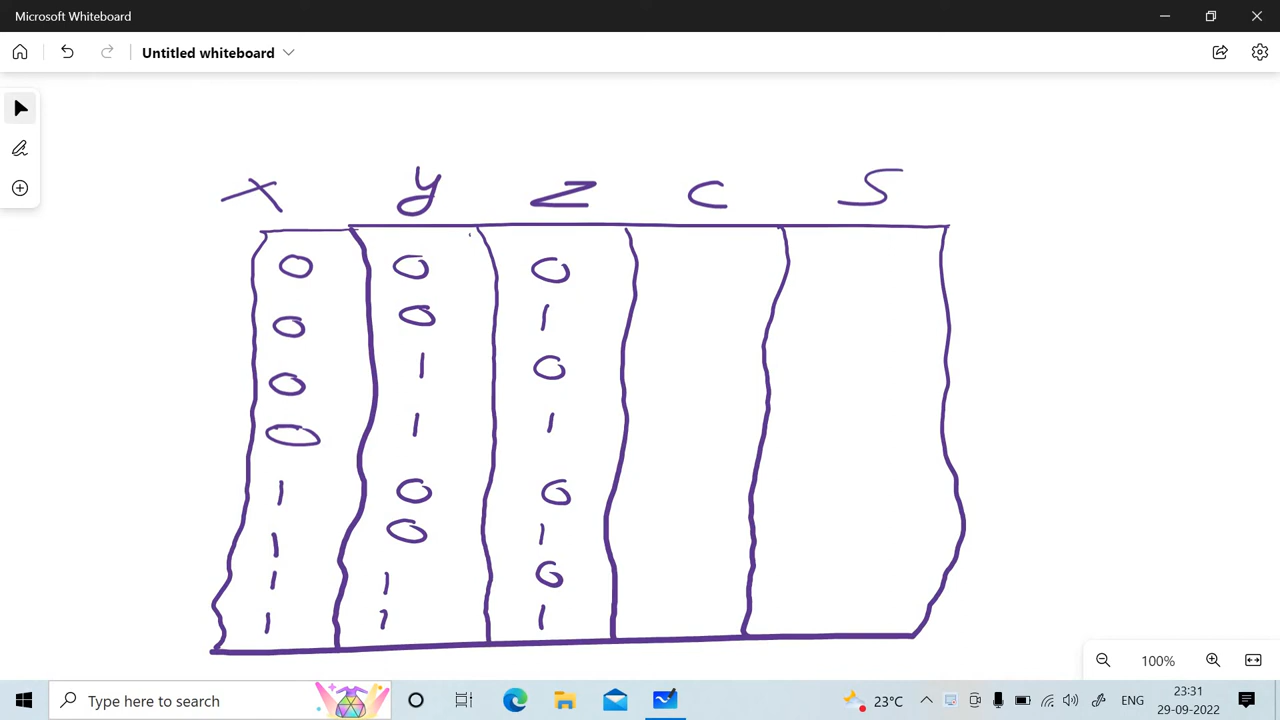 Microsoft Whiteboard
Untitled whiteboard
X y Z C S
0 0 0
0 0 1
0 1 0
0 1 1
1 0 0
1 0 1
1 1 0
1 1 1
100%
Type here to search
23°C
ENG
23:31
29-09-2022